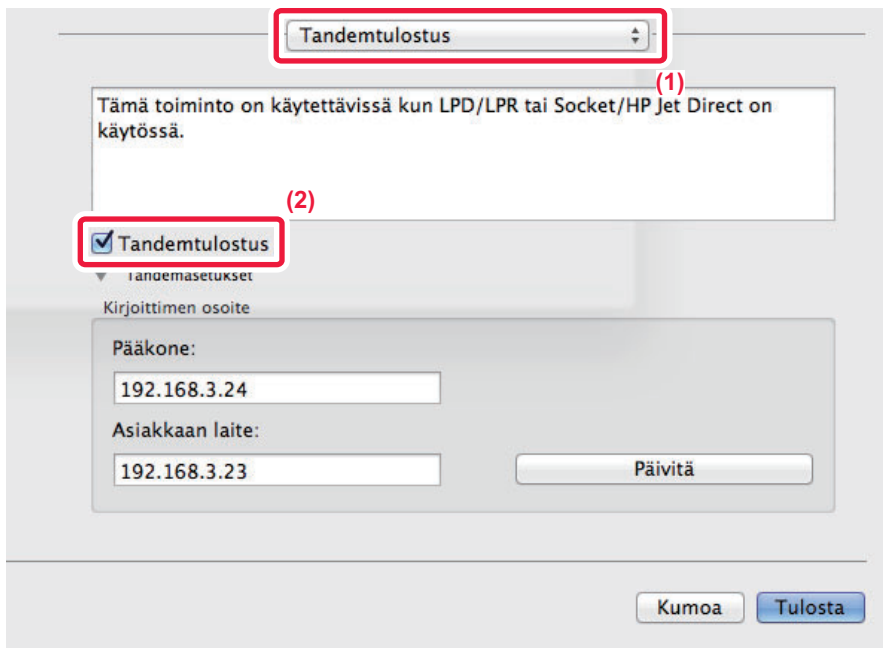 Tandemtulostus
(1)
Tämä toiminto on käytettävissä kun LPD/LPR tai Socket/HP Jet Direct on
käytössä.
(2)
Tandemtulostus
Tandemasetukset
Kirjoittimen osoite
Pääkone:
192.168.3.24
Asiakkaan laite:
192.168.3.23
Päivitä
Kumoa
Tulosta